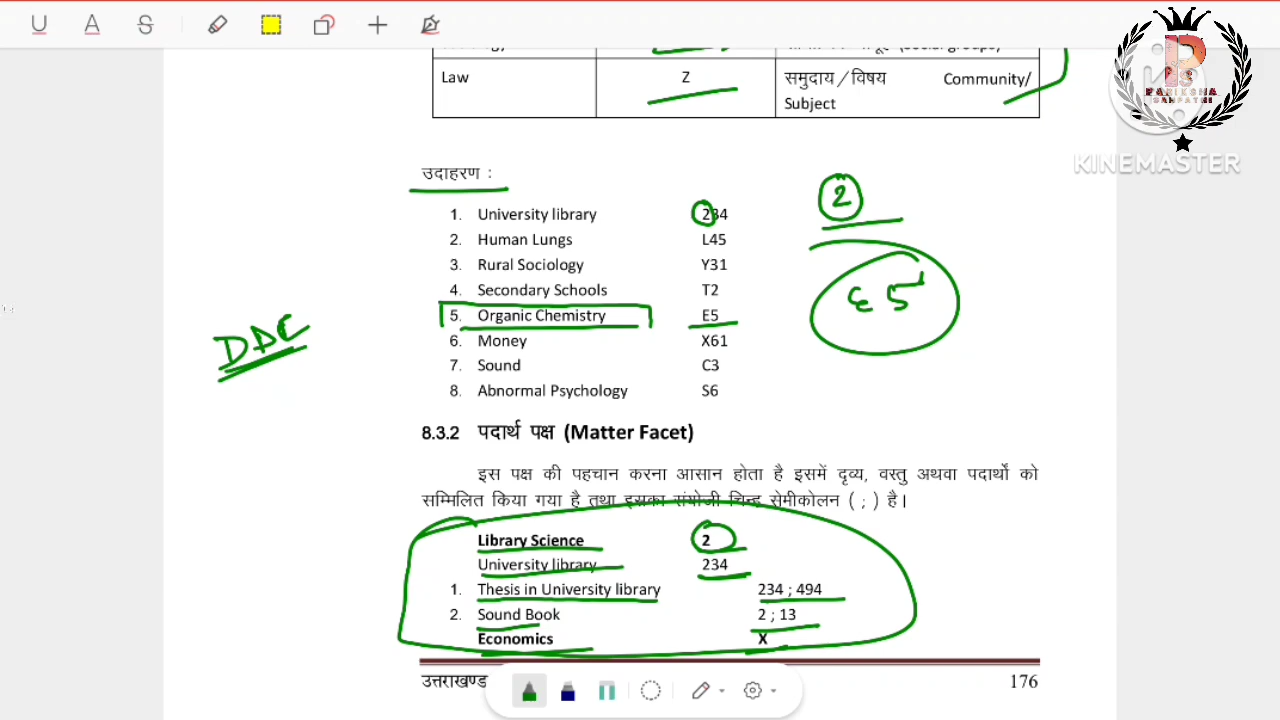 Law Z समुदाय/विषय Community/
Subject
PARIKSHA
KINEMASTER
उदाहरण :
2
1. University library 234
2. Human Lungs L45
3. Rural Sociology Y31
4. Secondary Schools T2
5. Organic Chemistry E5
6. Money X61
7. Sound C3
8. Abnormal Psychology S6
E5
DDC
8.3.2 पदार्थ पक्ष (Matter Facet)
इस पक्ष की पहचान करना आसान होता है इसमें दृव्य, वस्तु अथवा पदार्थों को
सम्मिलित किया गया है तथा इसका संयोजी चिन्ह सेमीकोलन ( ; ) है।
Library Science 2
University library 234
1. Thesis in University library 234 ; 494
2. Sound Book 2 ; 13
Economics X
उत्तराखण्ड 176